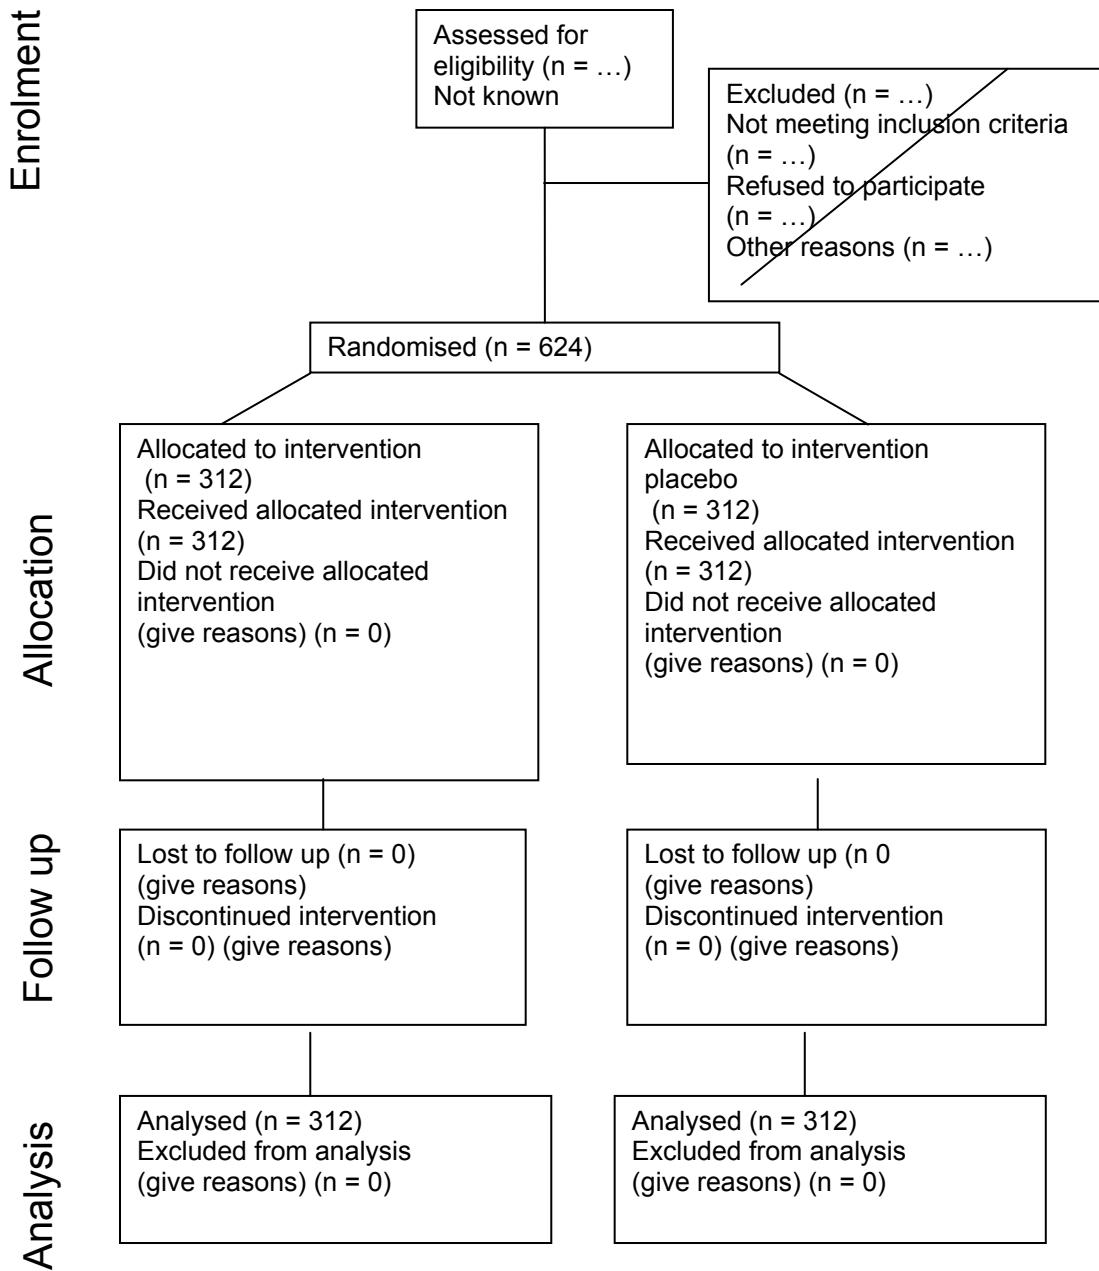 Enrolment
Assessed for
eligibility (n = …)
Not known
Excluded (n = …)
Not meeting inclusion criteria
(n = …)
Refused to participate
(n = …)
Other reasons (n = …)
Randomised (n = 624)
Allocation
Allocated to intervention
(n = 312)
Received allocated intervention
(n = 312)
Did not receive allocated
intervention
(give reasons) (n = 0)
Allocated to intervention
placebo
(n = 312)
Received allocated intervention
(n = 312)
Did not receive allocated
intervention
(give reasons) (n = 0)
Follow up
Lost to follow up (n = 0)
(give reasons)
Discontinued intervention
(n = 0) (give reasons)
Lost to follow up (n 0
(give reasons)
Discontinued intervention
(n = 0) (give reasons)
Analysis
Analysed (n = 312)
Excluded from analysis
(give reasons) (n = 0)
Analysed (n = 312)
Excluded from analysis
(give reasons) (n = 0)